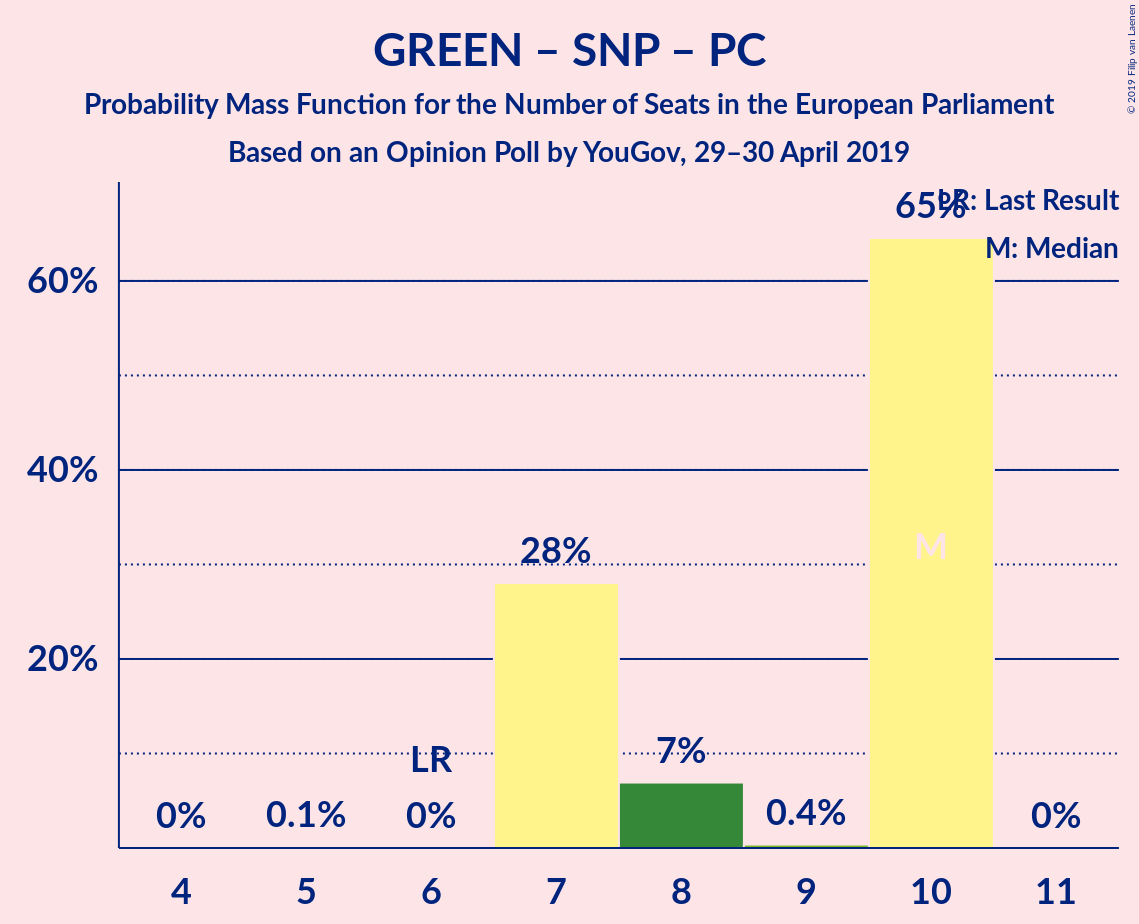 GREEN – SNP – PC
Probability Mass Function for the Number of Seats in the European Parliament
Based on an Opinion Poll by YouGov, 29–30 April 2019
© 2019 Filip van Laenen
LR: Last Result
M: Median
65%
60%
40%
20%
28%
M
LR
7%
0%
0.1%
0%
0.4%
0%
4 5 6 7 8 9 10 11